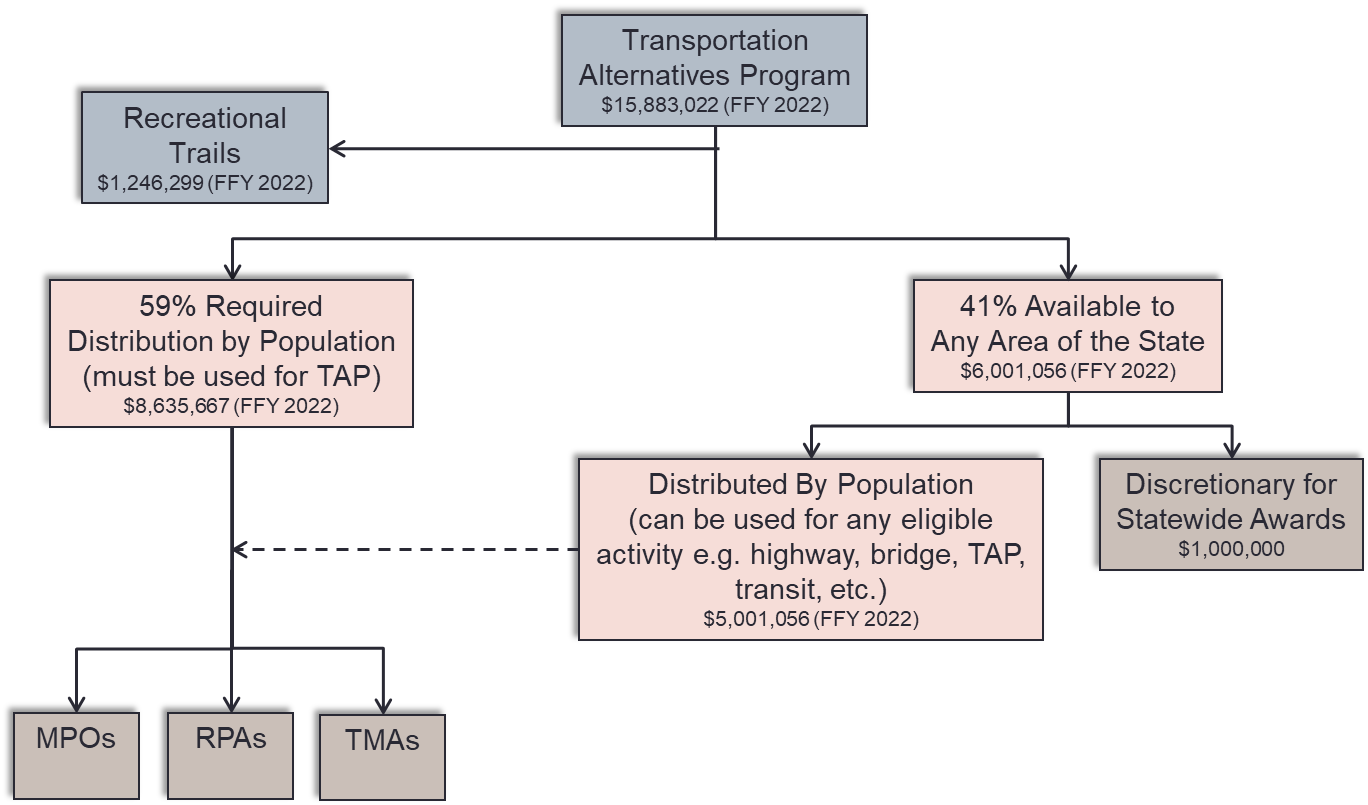 Transportation
Alternatives Program
$15,883,022 (FFY 2022)
Recreational
Trails
$1,246,299 (FFY 2022)
59% Required
Distribution by Population
(must be used for TAP)
$8,635,667 (FFY 2022)
41% Available to
Any Area of the State
$6,001,056 (FFY 2022)
Distributed By Population
(can be used for any eligible
activity e.g. highway, bridge, TAP,
transit, etc.)
$5,001,056 (FFY 2022)
Discretionary for
Statewide Awards
$1,000,000
MPOs
RPAs
TMAs